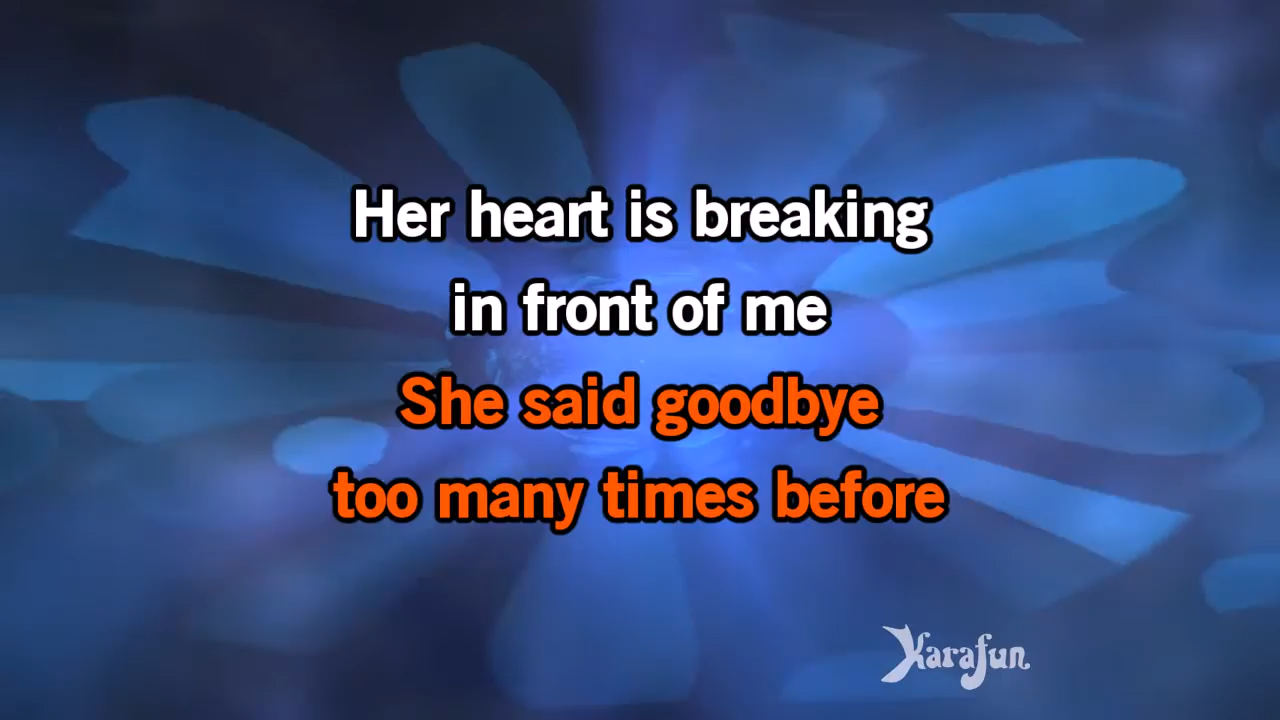 Her heart is breaking
in front of me
She said goodbye
too many times before
Karafun